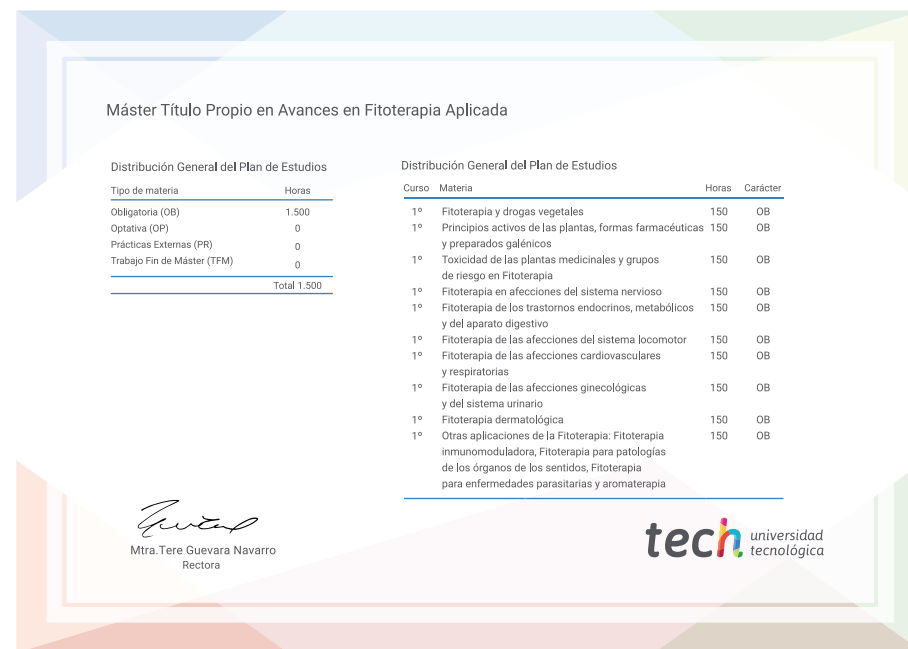 Máster Título Propio en Avances en Fitoterapia Aplicada
Distribución General del Plan de Estudios
Tipo de materia Horas
Obligatoria (OB) 1.500
Optativa (OP) 0
Prácticas Externas (PR) 0
Trabajo Fin de Máster (TFM) 0
Total 1.500
Distribución General del Plan de Estudios
Curso Materia Horas Carácter
1º Fitoterapia y drogas vegetales 150 OB
1º Principios activos de las plantas, formas farmacéuticas 150 OB
y preparados galénicos
1º Toxicidad de las plantas medicinales y grupos 150 OB
de riesgo en Fitoterapia
1º Fitoterapia en afecciones del sistema nervioso 150 OB
1º Fitoterapia de los trastornos endocrinos, metabólicos 150 OB
y del aparato digestivo
1º Fitoterapia de las afecciones del sistema locomotor 150 OB
1º Fitoterapia de las afecciones cardiovasculares 150 OB
y respiratorias
1º Fitoterapia de las afecciones ginecológicas 150 OB
y del sistema urinario
1º Fitoterapia dermatológica 150 OB
1º Otras aplicaciones de la Fitoterapia: Fitoterapia 150 OB
inmunomoduladora, Fitoterapia para patologías
de los órganos de los sentidos, Fitoterapia
para enfermedades parasitarias y aromaterapia
Mtra.Tere Guevara Navarro
Rectora
tech universidad
tecnológica